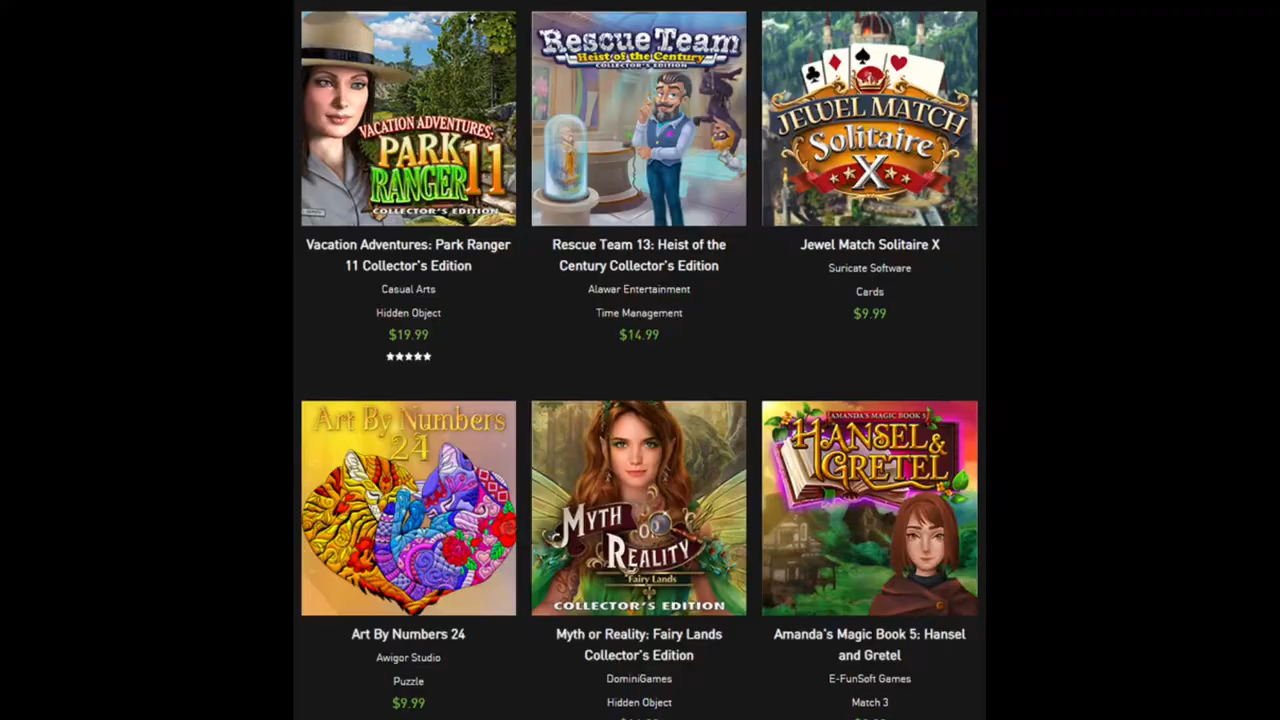 VACATION ADVENTURES:
PARK
RANGER 11
COLLECTOR'S EDITION
Rescue Team
Heist of the Century
COLLECTOR'S EDITION
JEWEL MATCH
Solitaire
X
Vacation Adventures: Park Ranger
11 Collector's Edition
Casual Arts
Hidden Object
$19.99
Rescue Team 13: Heist of the
Century Collector's Edition
Alawar Entertainment
Time Management
$14.99
Jewel Match Solitaire X
Suricate Software
Cards
$9.99
Art By Numbers
24
MYTH
OR
REALITY
Fairy Lands
COLLECTOR'S EDITION
AMANDA'S MAGIC BOOK 5
HANSEL &
GRETEL
Art By Numbers 24
Awigor Studio
Puzzle
$9.99
Myth or Reality: Fairy Lands
Collector's Edition
DominiGames
Hidden Object
Amanda's Magic Book 5: Hansel
and Gretel
E-FunSoft Games
Match 3